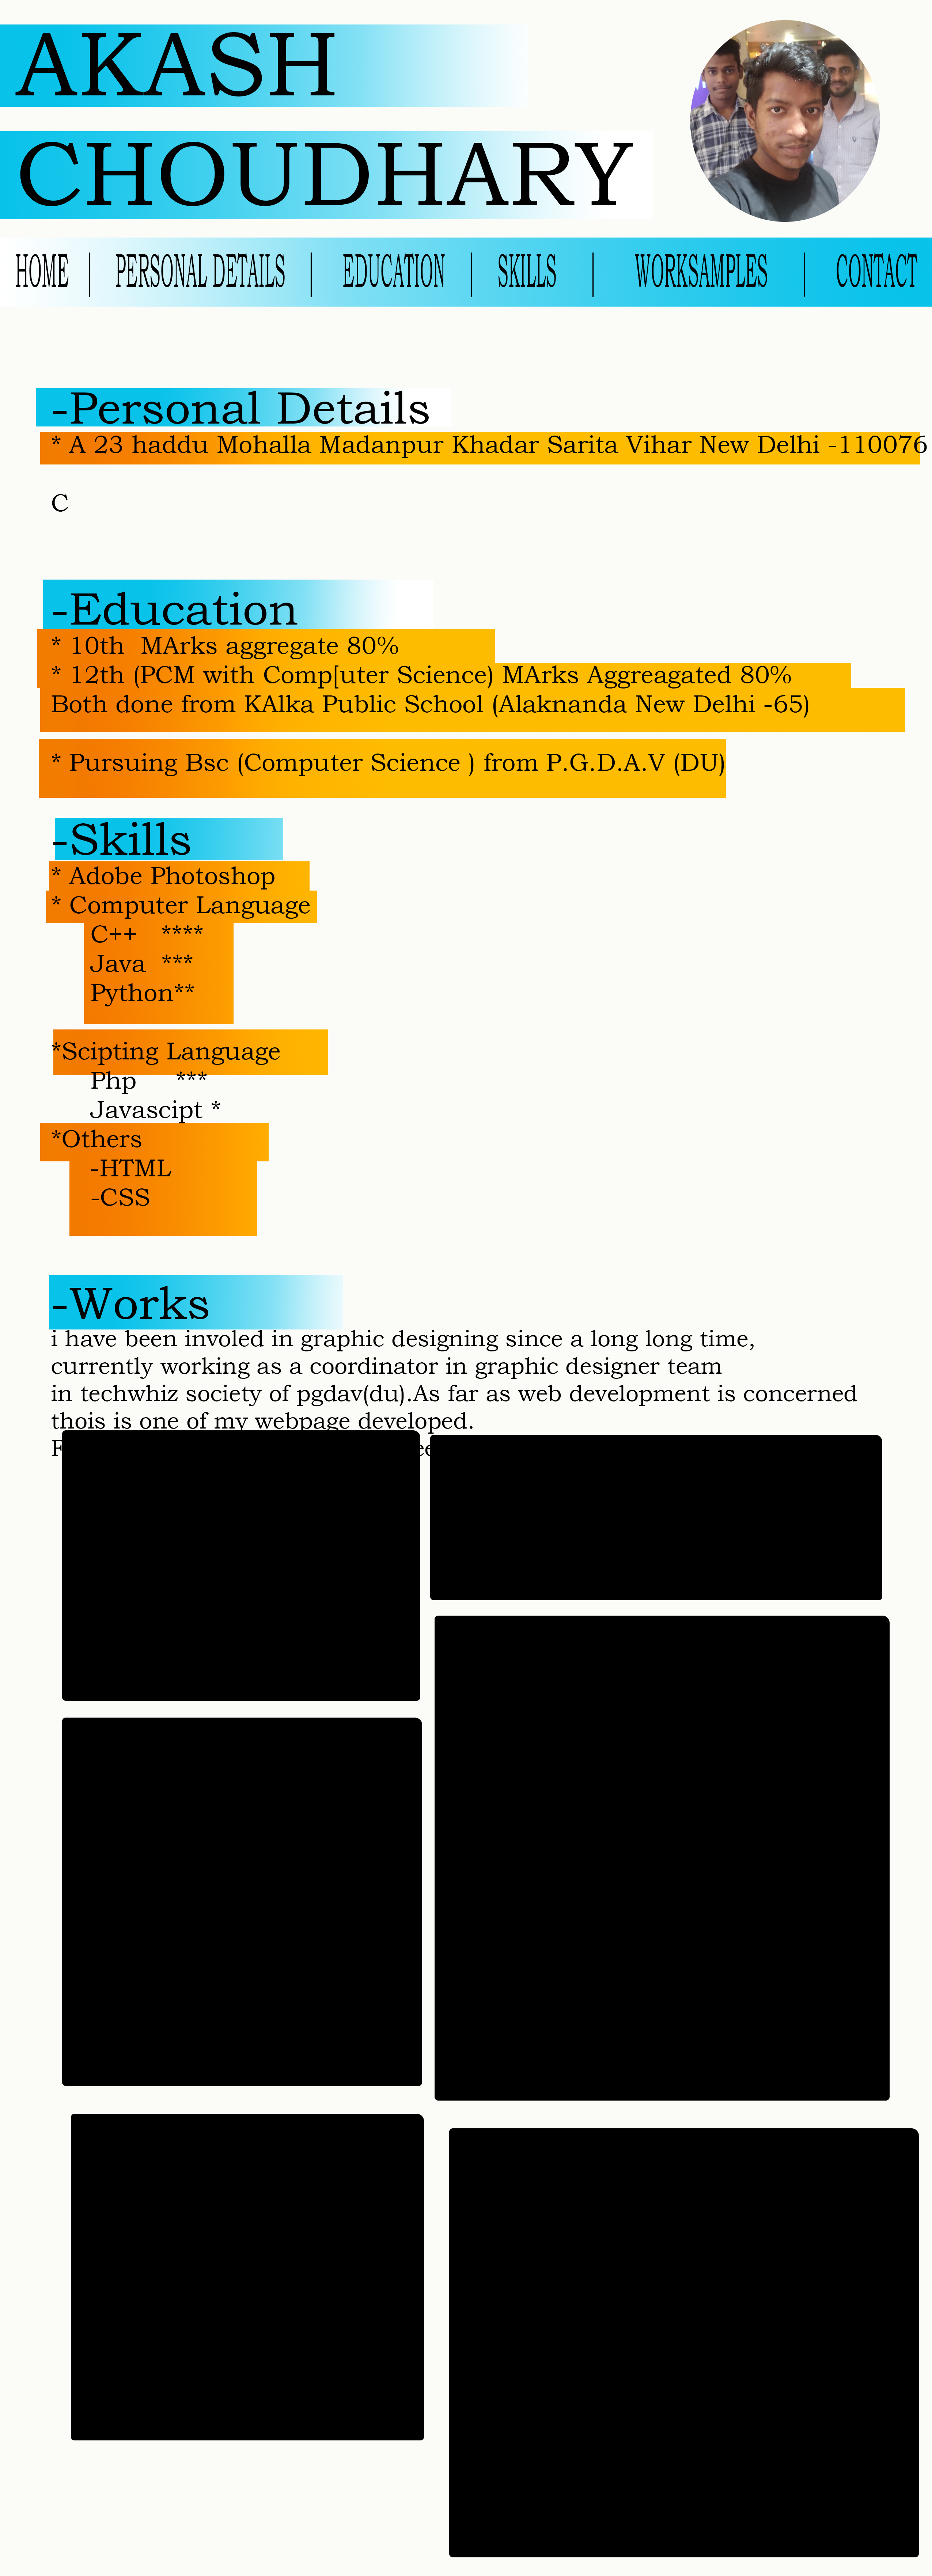 AKASH
CHOUDHARY
HOME | PERSONAL DETAILS | EDUCATION | SKILLS | WORKSAMPLES | CONTACT
-Personal Details
* A 23 haddu Mohalla Madanpur Khadar Sarita Vihar New Delhi -110076
C
-Education
* 10th  MArks aggregate 80%
* 12th (PCM with Comp[uter Science) MArks Aggreagated 80%
Both done from KAlka Public School (Alaknanda New Delhi -65)
* Pursuing Bsc (Computer Science ) from P.G.D.A.V (DU)
-Skills
* Adobe Photoshop
* Computer Language
C++   ****
Java  ***
Python**
*Scipting Language
Php     ***
Javascipt *
*Others
-HTML
-CSS
-Works
i have been involed in graphic designing since a long long time,
currently working as a coordinator in graphic designer team
in techwhiz society of pgdav(du).As far as web development is concerned
thois is one of my webpage developed.